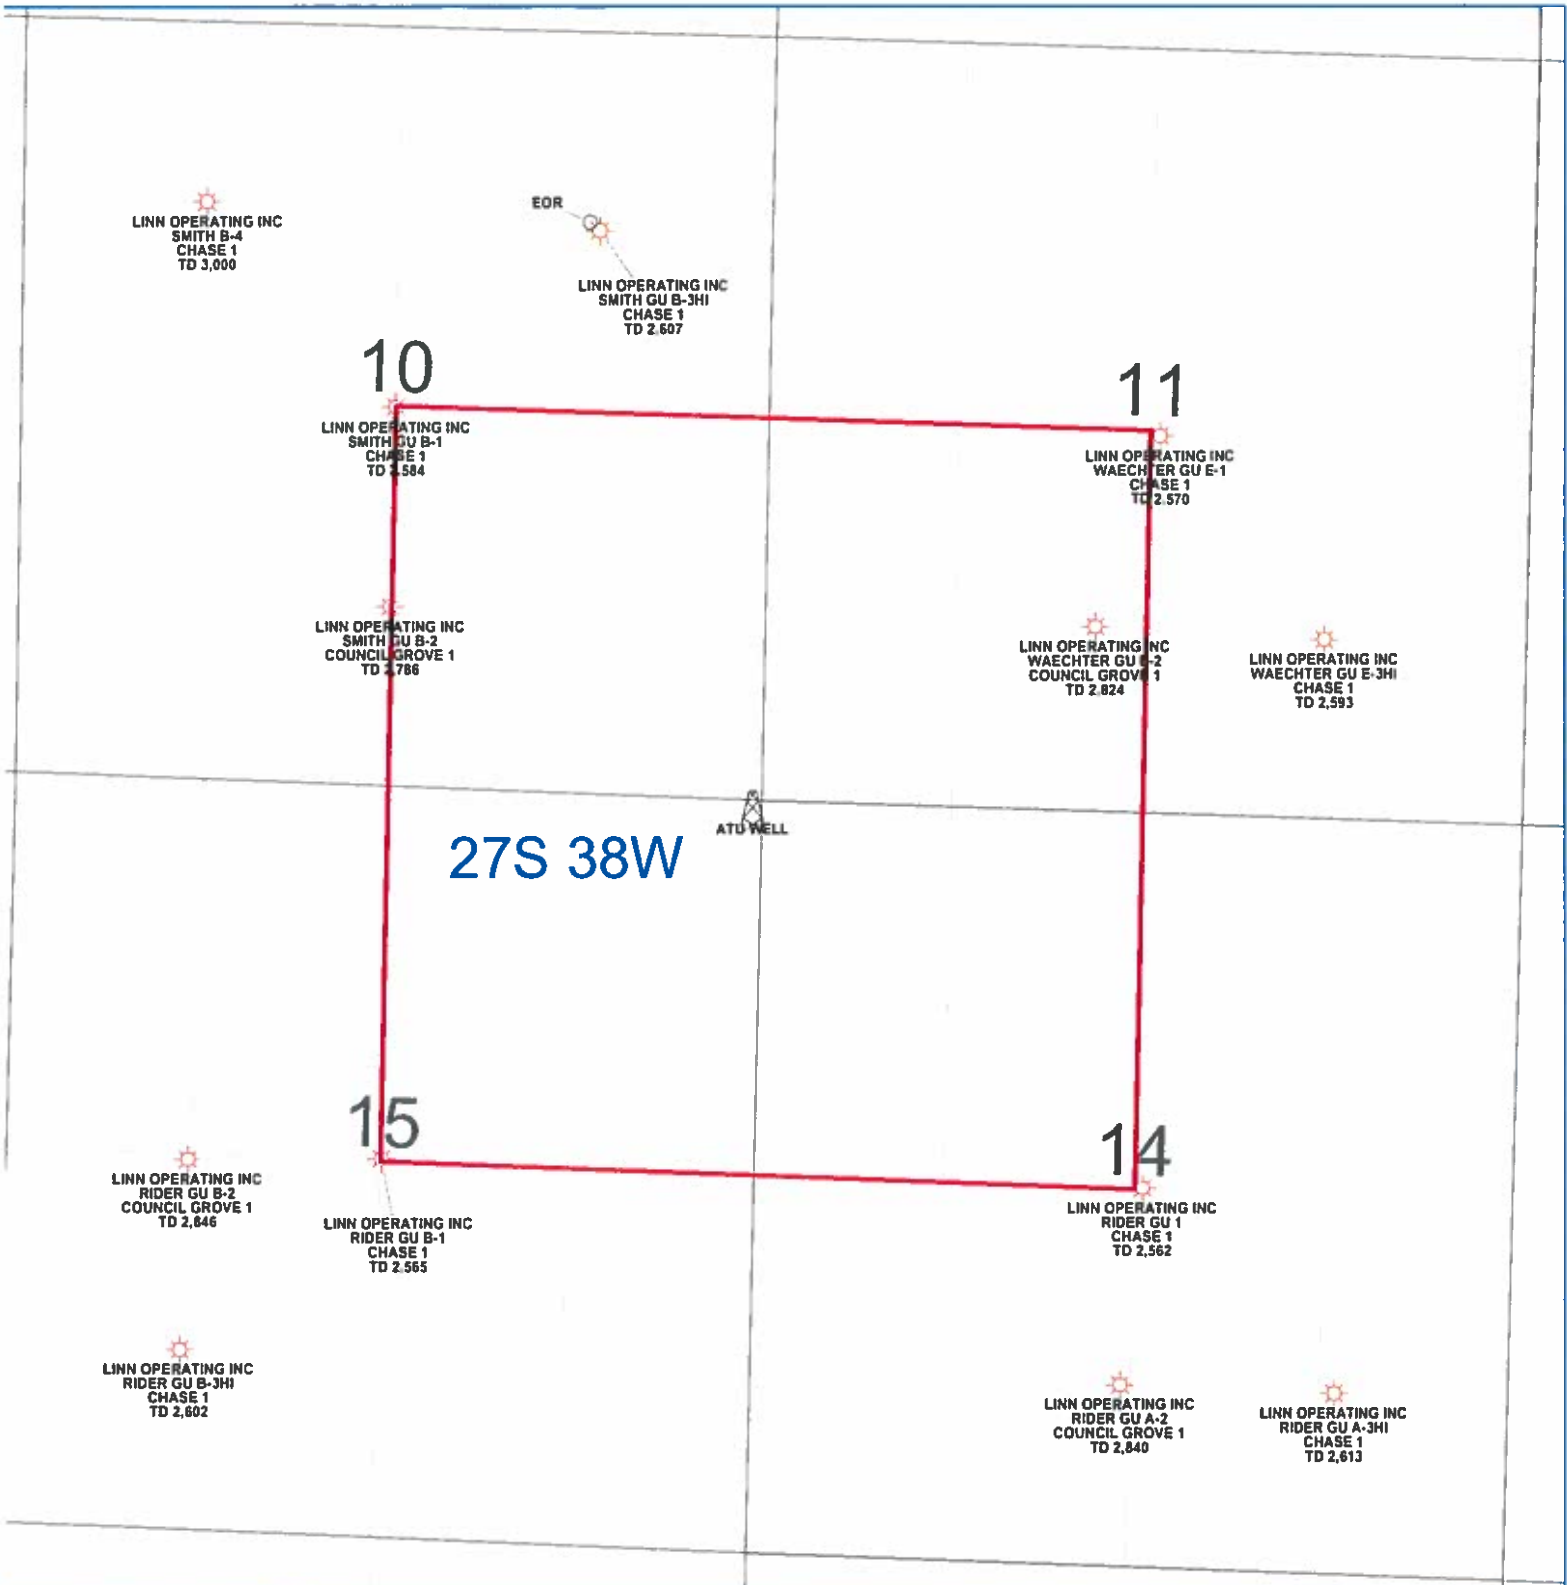 LINN OPERATING INC
SMITH B-4
CHASE 1
TD 3,000
EOR
LINN OPERATING INC
SMITH GU B-3HI
CHASE 1
TD 2,607
10
LINN OPERATING INC
SMITH GU B-1
CHASE 1
TD 2,584
11
LINN OPERATING INC
WAECHTER GU E-1
CHASE 1
TD 2,570
LINN OPERATING INC
SMITH GU B-2
COUNCIL GROVE 1
TD 2,786
LINN OPERATING INC
WAECHTER GU E-2
COUNCIL GROVE 1
TD 2,824
LINN OPERATING INC
WAECHTER GU E-3HI
CHASE 1
TD 2,593
ATU WELL
27S 38W
15
14
LINN OPERATING INC
RIDER GU B-2
COUNCIL GROVE 1
TD 2,846
LINN OPERATING INC
RIDER GU B-1
CHASE 1
TD 2,565
LINN OPERATING INC
RIDER GU 1
CHASE 1
TD 2,562
LINN OPERATING INC
RIDER GU B-3HI
CHASE 1
TD 2,602
LINN OPERATING INC
RIDER GU A-2
COUNCIL GROVE 1
TD 2,840
LINN OPERATING INC
RIDER GU A-3HI
CHASE 1
TD 2,613